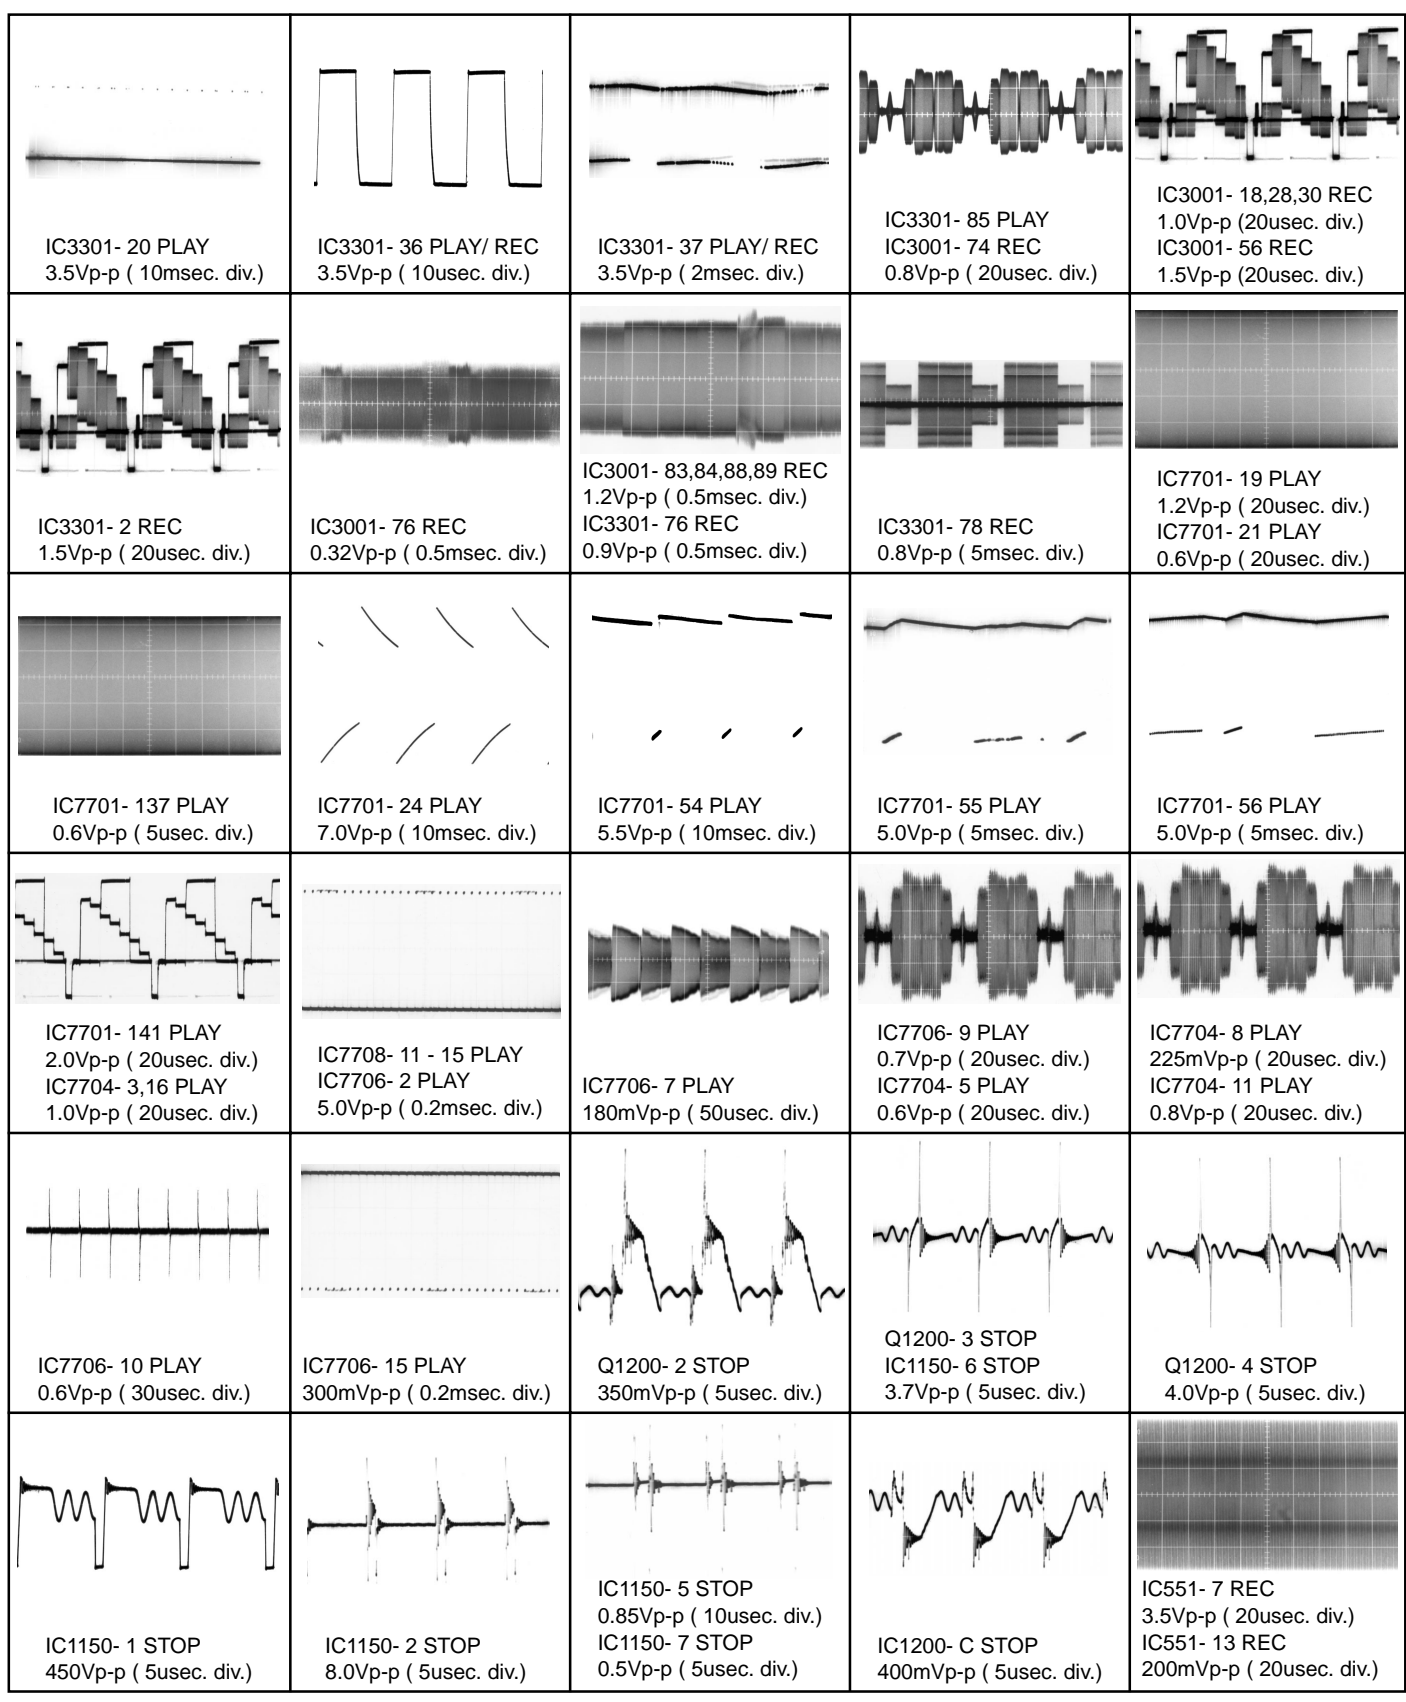 IC3301- 20 PLAY
3.5Vp-p ( 10msec. div.)
IC3301- 36 PLAY/ REC
3.5Vp-p ( 10usec. div.)
IC3301- 37 PLAY/ REC
3.5Vp-p ( 2msec. div.)
IC3301- 85 PLAY
IC3001- 74 REC
0.8Vp-p ( 20usec. div.)
IC3001- 18,28,30 REC
1.0Vp-p (20usec. div.)
IC3001- 56 REC
1.5Vp-p (20usec. div.)
IC3301- 2 REC
1.5Vp-p ( 20usec. div.)
IC3001- 76 REC
0.32Vp-p ( 0.5msec. div.)
IC3001- 83,84,88,89 REC
1.2Vp-p ( 0.5msec. div.)
IC3301- 76 REC
0.9Vp-p ( 0.5msec. div.)
IC3301- 78 REC
0.8Vp-p ( 5msec. div.)
IC7701- 19 PLAY
1.2Vp-p ( 20usec. div.)
IC7701- 21 PLAY
0.6Vp-p ( 20usec. div.)
IC7701- 137 PLAY
0.6Vp-p ( 5usec. div.)
IC7701- 24 PLAY
7.0Vp-p ( 10msec. div.)
IC7701- 54 PLAY
5.5Vp-p ( 10msec. div.)
IC7701- 55 PLAY
5.0Vp-p ( 5msec. div.)
IC7701- 56 PLAY
5.0Vp-p ( 5msec. div.)
IC7701- 141 PLAY
2.0Vp-p ( 20usec. div.)
IC7704- 3,16 PLAY
1.0Vp-p ( 20usec. div.)
IC7708- 11 - 15 PLAY
IC7706- 2 PLAY
5.0Vp-p ( 0.2msec. div.)
IC7706- 7 PLAY
180mVp-p ( 50usec. div.)
IC7706- 9 PLAY
0.7Vp-p ( 20usec. div.)
IC7704- 5 PLAY
0.6Vp-p ( 20usec. div.)
IC7704- 8 PLAY
225mVp-p ( 20usec. div.)
IC7704- 11 PLAY
0.8Vp-p ( 20usec. div.)
IC7706- 10 PLAY
0.6Vp-p ( 30usec. div.)
IC7706- 15 PLAY
300mVp-p ( 0.2msec. div.)
Q1200- 2 STOP
350mVp-p ( 5usec. div.)
Q1200- 3 STOP
IC1150- 6 STOP
3.7Vp-p ( 5usec. div.)
Q1200- 4 STOP
4.0Vp-p ( 5usec. div.)
IC1150- 1 STOP
450Vp-p ( 5usec. div.)
IC1150- 2 STOP
8.0Vp-p ( 5usec. div.)
IC1150- 5 STOP
0.85Vp-p ( 10usec. div.)
IC1150- 7 STOP
0.5Vp-p ( 5usec. div.)
IC1200- C STOP
400mVp-p ( 5usec. div.)
IC551- 7 REC
3.5Vp-p ( 20usec. div.)
IC551- 13 REC
200mVp-p ( 20usec. div.)